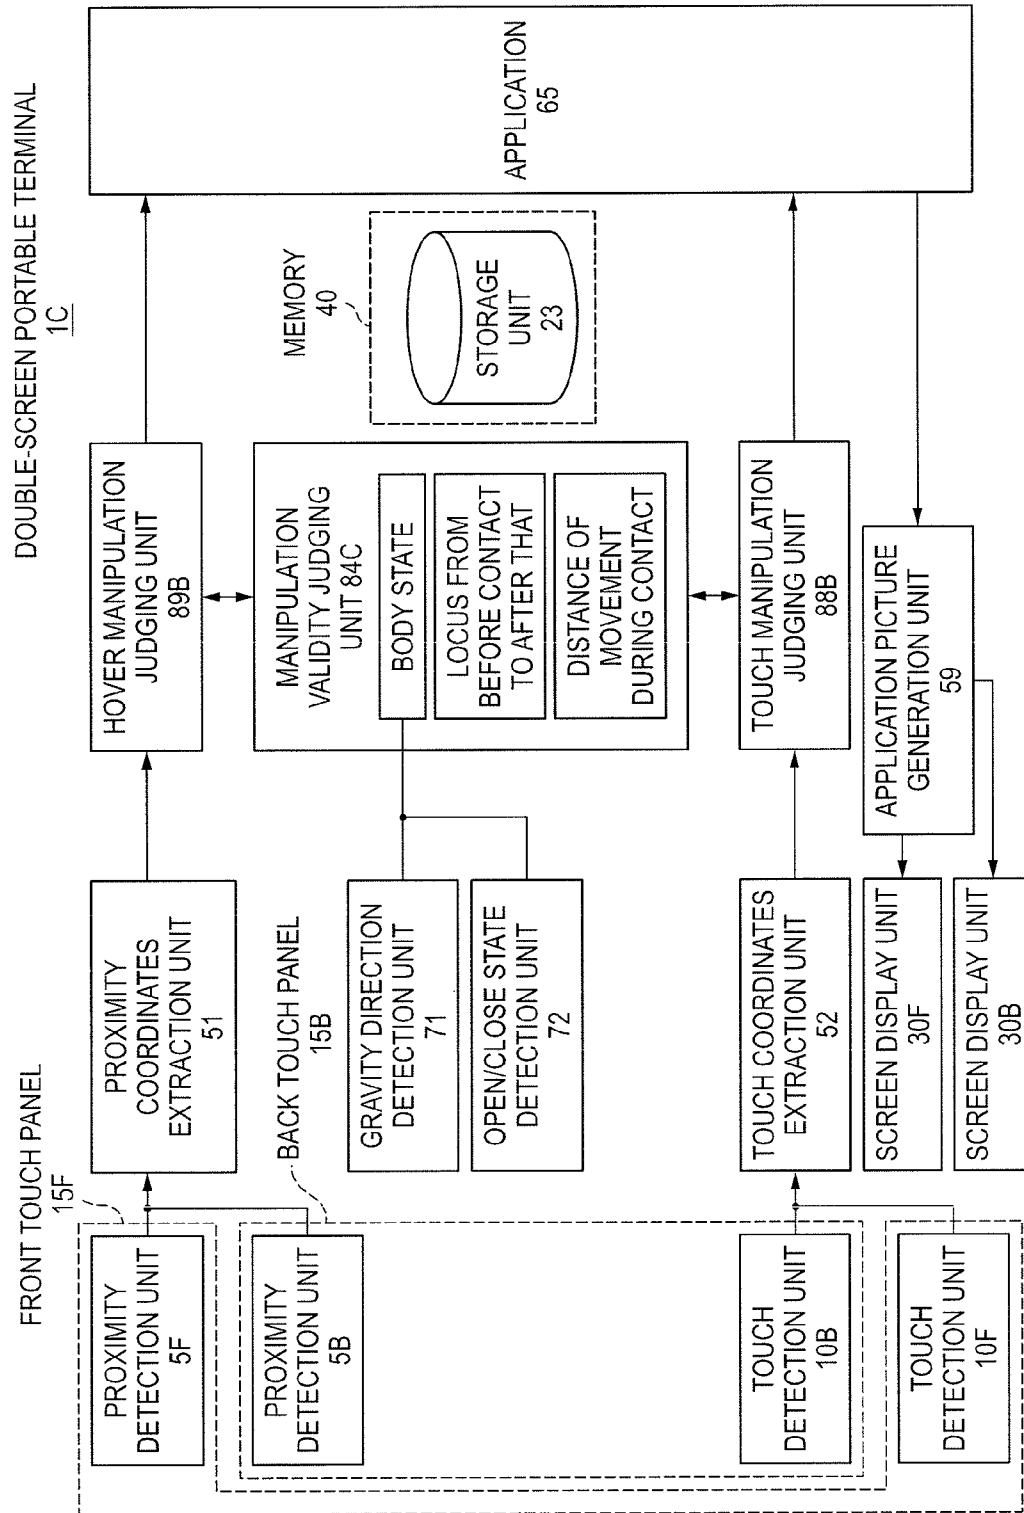 DOUBLE-SCREEN PORTABLE TERMINAL
1C
FRONT TOUCH PANEL
15F
PROXIMITY
DETECTION UNIT
5F
PROXIMITY
COORDINATES
EXTRACTION UNIT
51
HOVER MANIPULATION
JUDGING UNIT
89B
APPLICATION
65
PROXIMITY
DETECTION UNIT
5B
BACK TOUCH PANEL
15B
GRAVITY DIRECTION
DETECTION UNIT
71
OPEN/CLOSE STATE
DETECTION UNIT
72
MANIPULATION
VALIDITY JUDGING
UNIT 84C
BODY STATE
LOCUS FROM
BEFORE CONTACT
TO AFTER THAT
DISTANCE OF
MOVEMENT
DURING CONTACT
MEMORY
40
STORAGE
UNIT
23
TOUCH
DETECTION UNIT
10B
TOUCH COORDINATES
EXTRACTION UNIT
52
TOUCH MANIPULATION
JUDGING UNIT
88B
TOUCH
DETECTION UNIT
10F
SCREEN DISPLAY UNIT
30F
SCREEN DISPLAY UNIT
30B
APPLICATION PICTURE
GENERATION UNIT
59